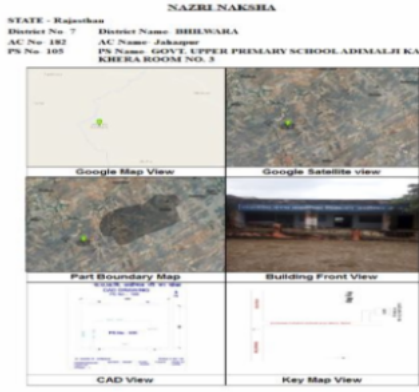 NAZRI NAKSHA
STATE - Rajasthan
District No 7 District Name BHILWARA
AC No 182 AC Name- Jahazpur
PS No 105 PS Name- GOVT. UPPER PRIMARY SCHOOL ADIMALJI KA
KHERA ROOM NO. 3
Google Map View Google Satellite view
Part Boundary Map Building Front View
CAD View Key Map View